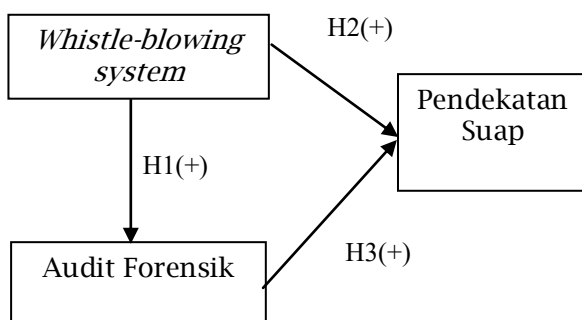 Whistle-blowing
system
H2(+)
Pendekatan
Suap
H1(+)
Audit Forensik
H3(+)